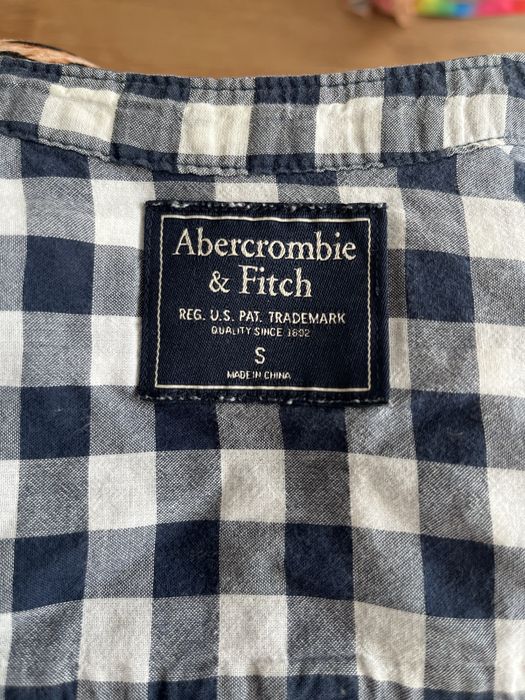 Abercrombie
& Fitch
REG. U.S. PAT. TRADEMARK
QUALITY SINCE 1892
S
MADE IN CHINA